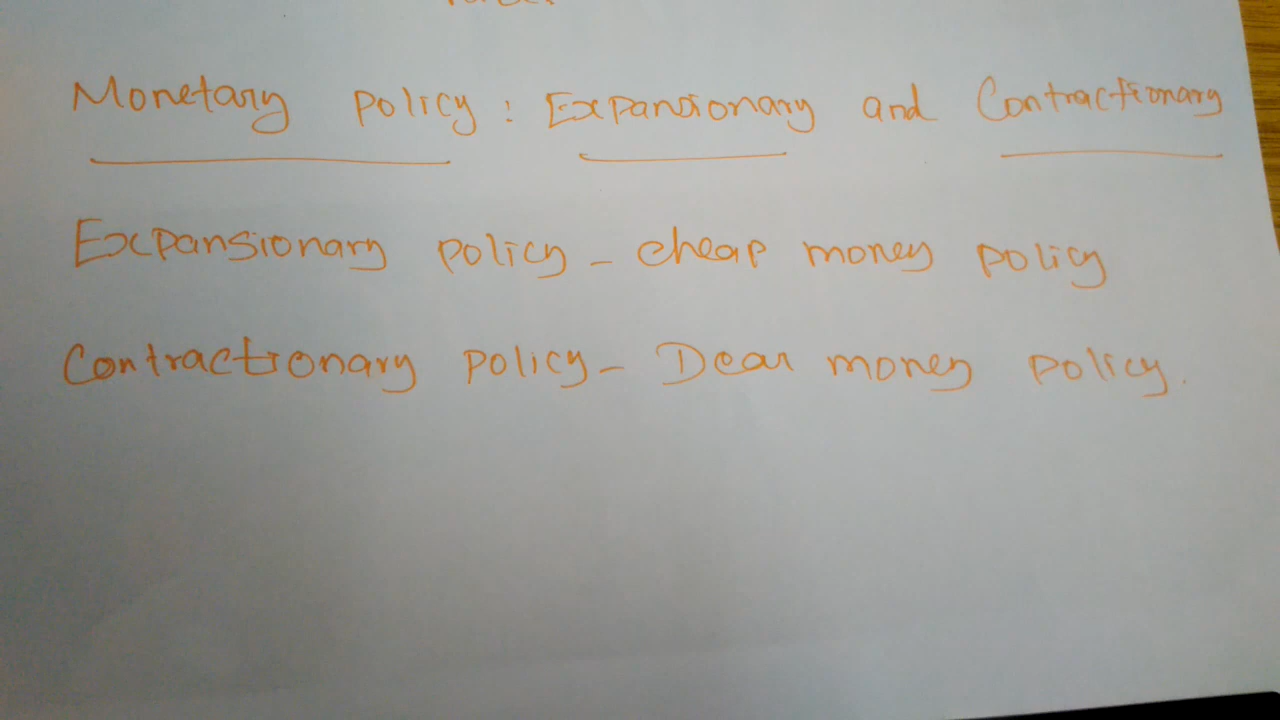 Monetary policy : Expansionary and Contractionary
Expansionary policy - cheap money policy
Contractionary policy - Dear money policy.